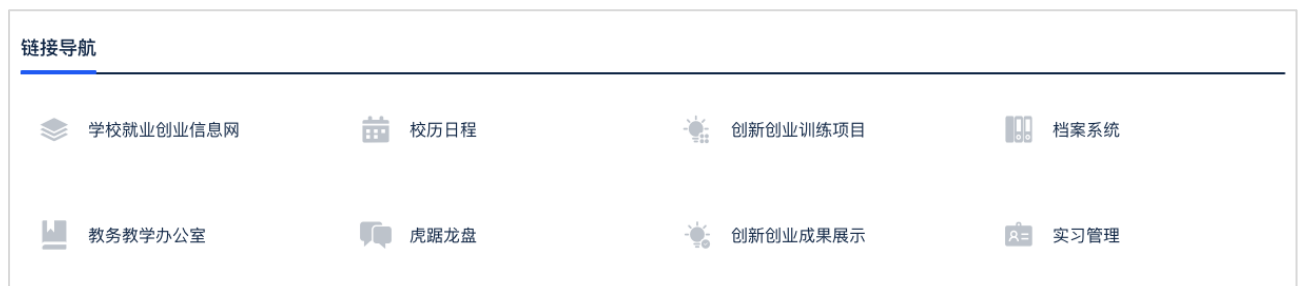 链接导航
学校就业创业信息网 校历日程 创新创业训练项目 档案系统
教务教学办公室 虎踞龙盘 创新创业成果展示 实习管理